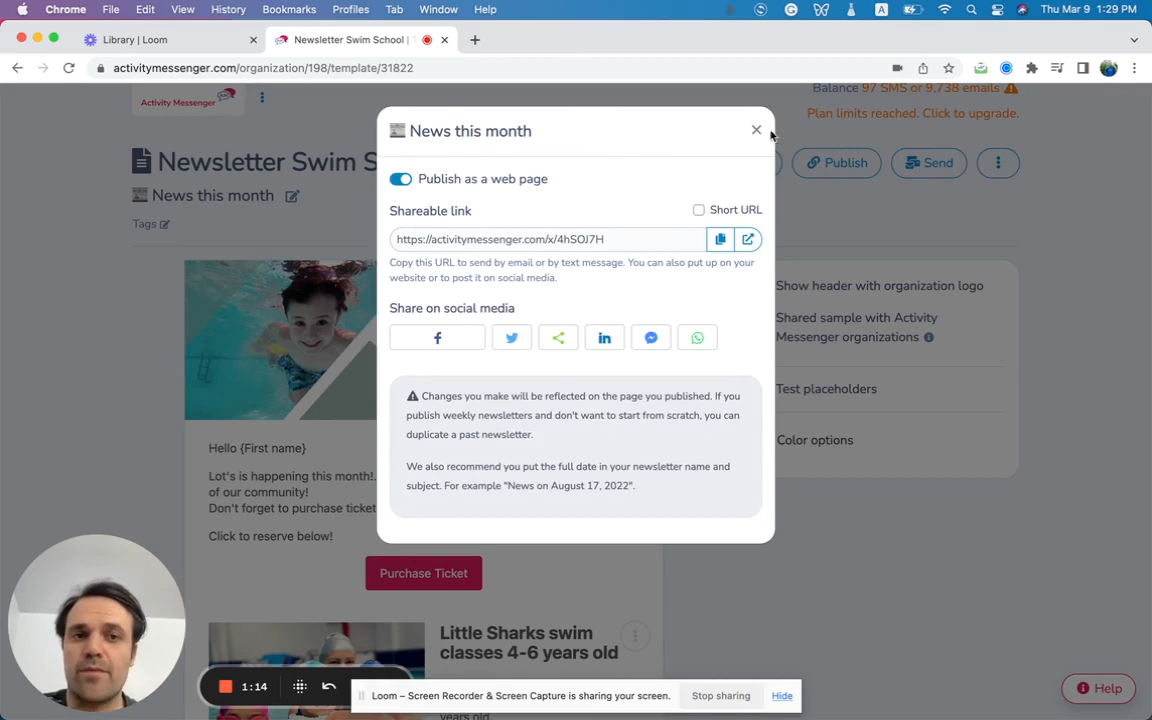 Chrome File Edit View History Bookmarks Profiles Tab Window Help
A
Thu Mar 9 1:29 PM
Library | Loom
Newsletter Swim School |
activitymessenger.com/organization/198/template/31822
Activity Messenger
Balance 97 SMS or 9,738 emails
Plan limits reached. Click to upgrade.
Newsletter Swim S
Publish
Send
News this month
Tags
News this month
Publish as a web page
Shareable link
Short URL
https://activitymessenger.com/x/4hSOJ7H
Copy this URL to send by email or by text message. You can also put up on your
website or to post it on social media.
Share on social media
Changes you make will be reflected on the page you published. If you
publish weekly newsletters and don't want to start from scratch, you can
duplicate a past newsletter.
We also recommend you put the full date in your newsletter name and
subject. For example "News on August 17, 2022".
Show header with organization logo
Shared sample with Activity
Messenger organizations
Test placeholders
Color options
Hello {First name}
Lot's is happening this month!.
of our community!
Don't forget to purchase ticket
Click to reserve below!
Purchase Ticket
Little Sharks swim
classes 4-6 years old
years old
1:14
Loom – Screen Recorder & Screen Capture is sharing your screen.
Stop sharing
Hide
Help